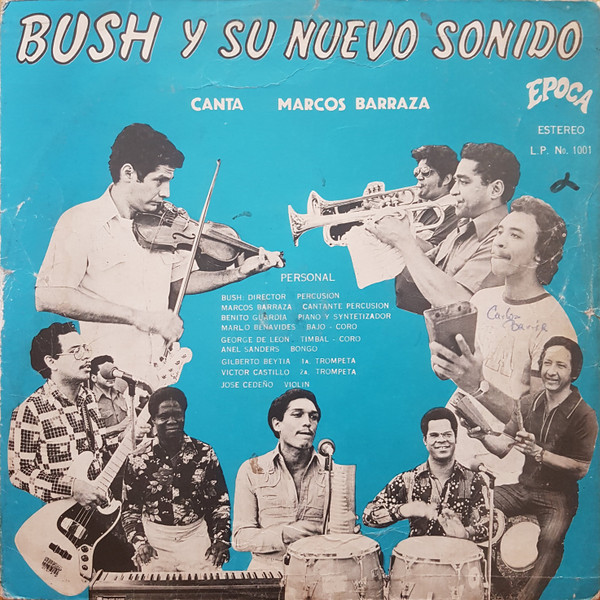 BUSH Y SU NUEVO SONIDO
CANTA MARCOS BARRAZA
EPOCA
ESTEREO
L.P. No. 1001
PERSONAL
BUSH: DIRECTOR PERCUSION
MARCOS BARRAZA CANTANTE PERCUSION
BENITO GUARDIA PIANO Y SYNTETIZADOR
MARLO BENAVIDES BAJO - CORO
GEORGE DE LEON TIMBAL - CORO
ANEL SANDERS BONGO
GILBERTO BEYTIA 1a. TROMPETA
VICTOR CASTILLO 2a. TROMPETA
JOSE CEDEÑO VIOLIN